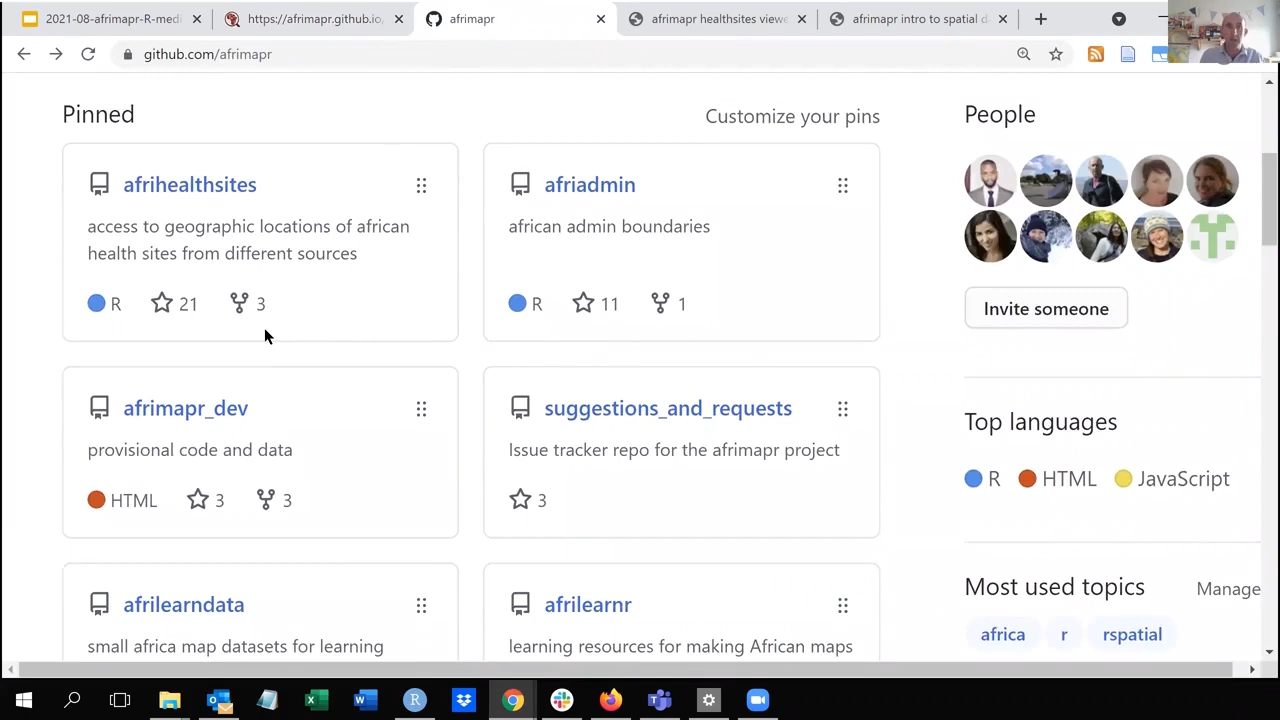 2021-08-afrimapr-R-medi
https://afrimapr.github.io/
afrimapr
afrimapr healthsites viewe
afrimapr intro to spatial d
github.com/afrimapr
Pinned
Customize your pins
People
afrihealthsites
access to geographic locations of african
health sites from different sources
R 21 3
afriadmin
african admin boundaries
R 11 1
Invite someone
afrimapr_dev
provisional code and data
HTML 3 3
suggestions_and_requests
Issue tracker repo for the afrimapr project
3
Top languages
R HTML JavaScript
afrilearndata
small africa map datasets for learning
afrilearnr
learning resources for making African maps
Most used topics Manage
africa r rspatial